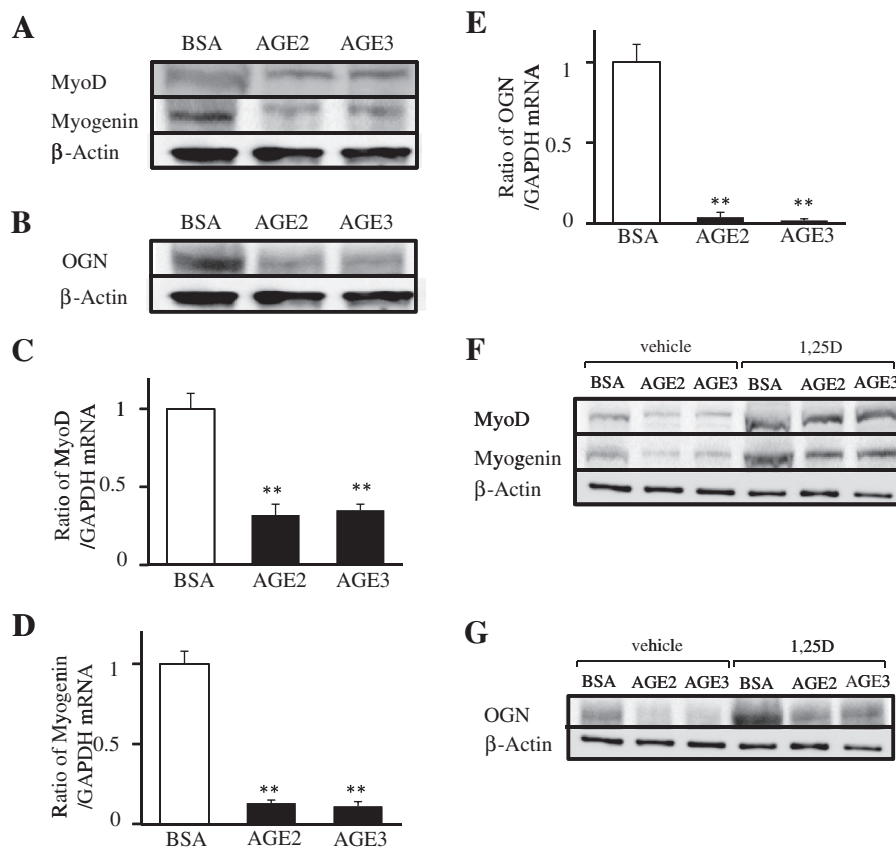 A
BSA AGE2 AGE3
MyoD
Myogenin
β-Actin
B
BSA AGE2 AGE3
OGN
β-Actin
C
Ratio of MyoD
/GAPDH mRNA
1
0.5
0
** **
BSA AGE2 AGE3
D
Ratio of Myogenin
/GAPDH mRNA
1
0.5
0
** **
BSA AGE2 AGE3
E
Ratio of OGN
/GAPDH mRNA
1
0.5
0
** **
BSA AGE2 AGE3
F
vehicle 1,25D
BSA AGE2 AGE3 BSA AGE2 AGE3
MyoD
Myogenin
β-Actin
G
vehicle 1,25D
BSA AGE2 AGE3 BSA AGE2 AGE3
OGN
β-Actin